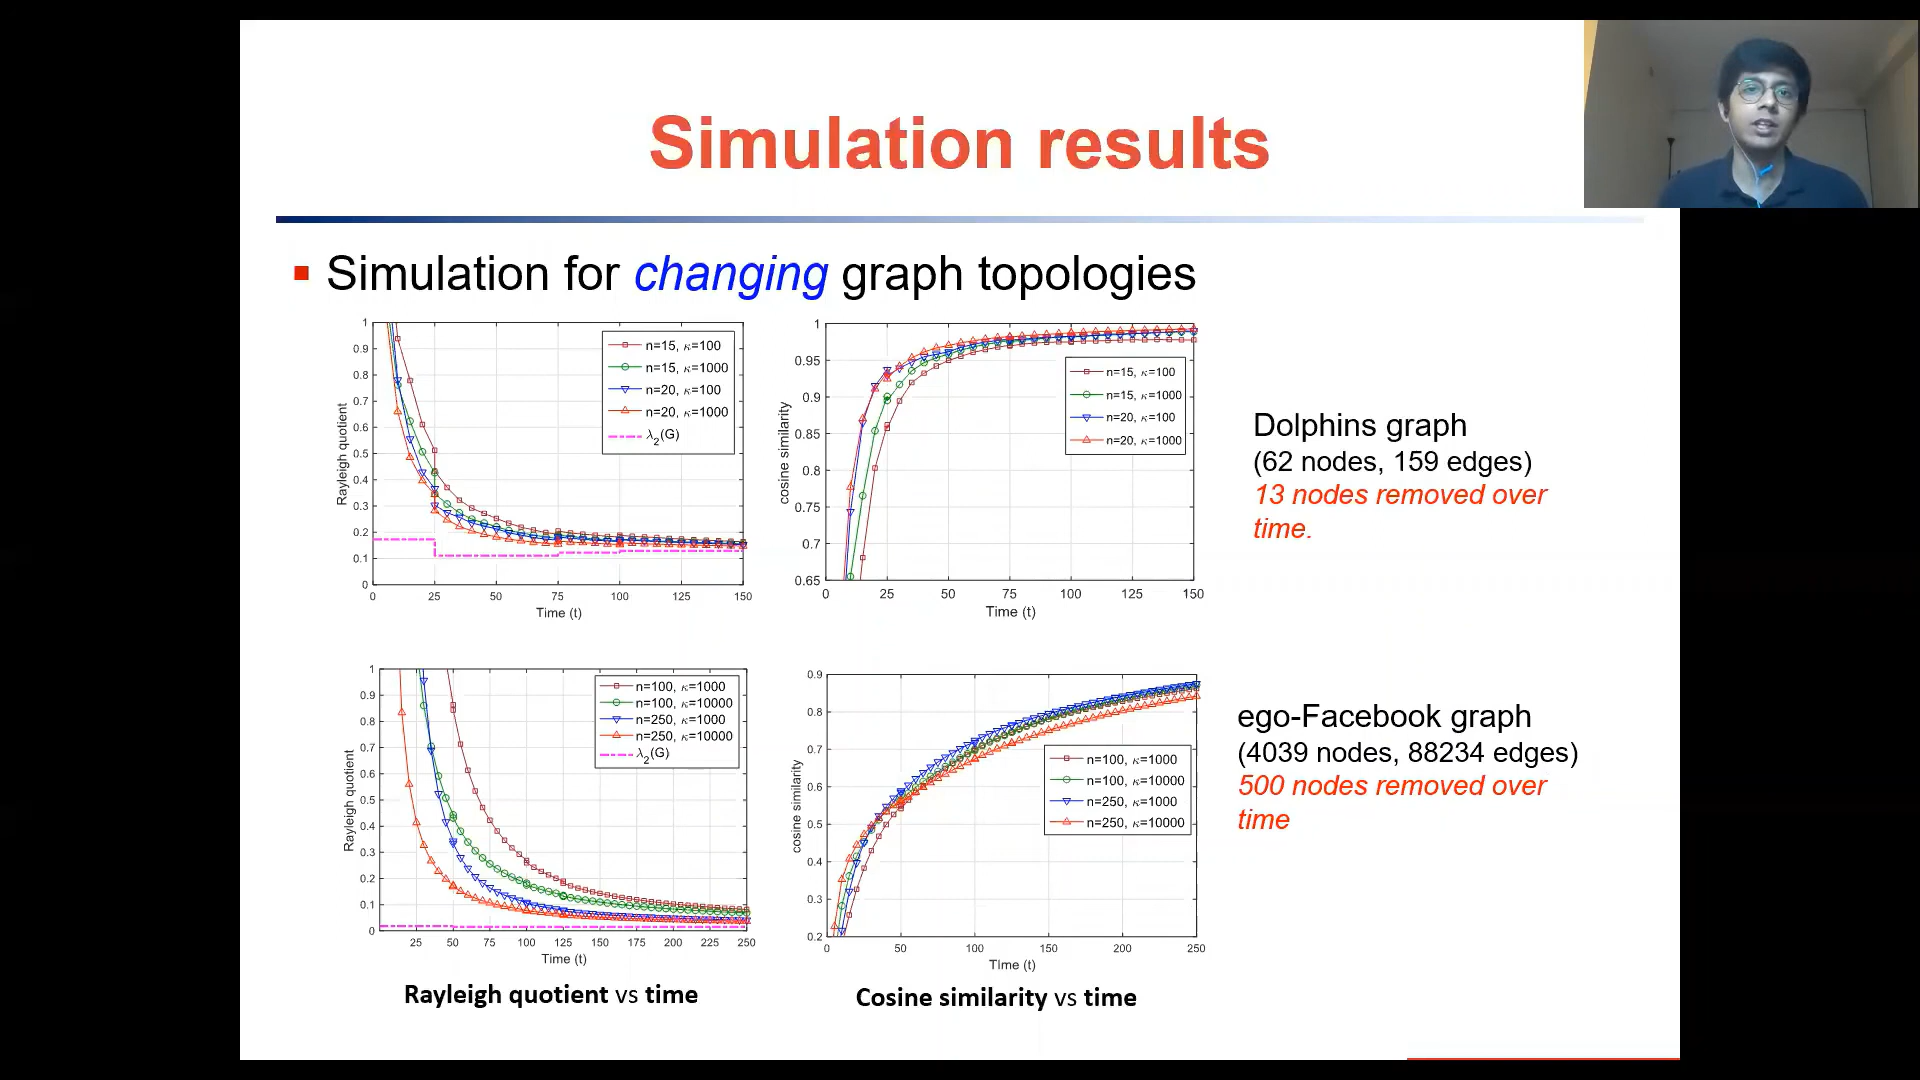 Simulation results
Simulation for changing graph topologies
1
0.9
0.8
0.7
0.6
0.5
0.4
0.3
0.2
0.1
0
Rayleigh quotient
n=15, κ=100
n=15, κ=1000
n=20, κ=100
n=20, κ=1000
λ2(G)
0 25 50 75 100 125 150
Time (t)
1
0.95
0.9
0.85
0.8
0.75
0.7
0.65
cosine similarity
n=15, κ=100
n=15, κ=1000
n=20, κ=100
n=20, κ=1000
0 25 50 75 100 125 150
Time (t)
Dolphins graph
(62 nodes, 159 edges)
13 nodes removed over
time.
1
0.9
0.8
0.7
0.6
0.5
0.4
0.3
0.2
0.1
0
Rayleigh quotient
n=100, κ=1000
n=100, κ=10000
n=250, κ=1000
n=250, κ=10000
λ2(G)
25 50 75 100 125 150 175 200 225 250
Time (t)
0.9
0.8
0.7
0.6
0.5
0.4
0.3
0.2
cosine similarity
n=100, κ=1000
n=100, κ=10000
n=250, κ=1000
n=250, κ=10000
0 50 100 150 200 250
Time (t)
ego-Facebook graph
(4039 nodes, 88234 edges)
500 nodes removed over
time
Rayleigh quotient vs time
Cosine similarity vs time